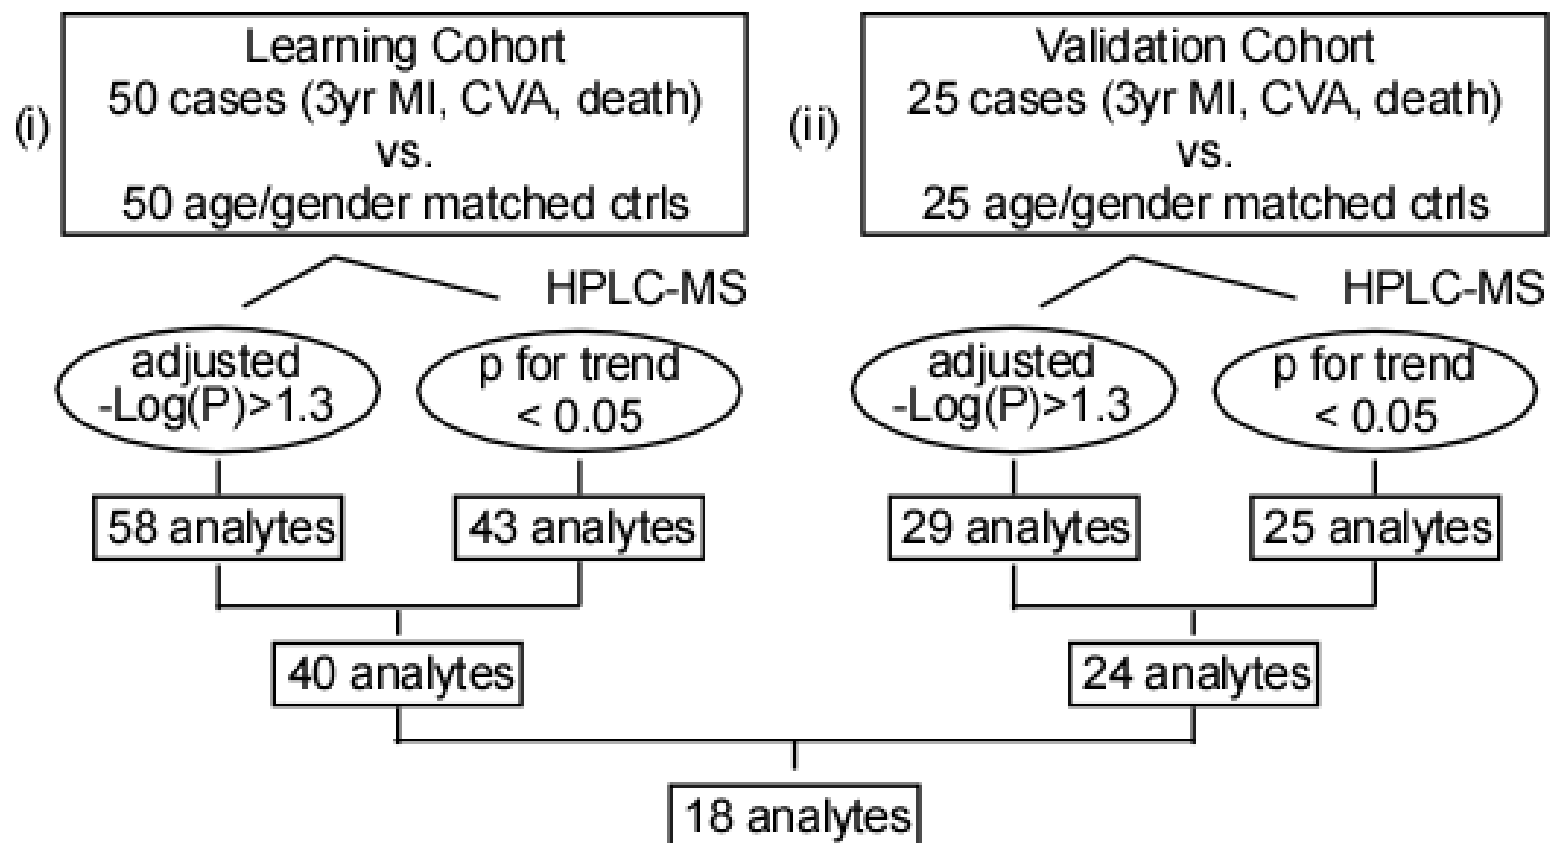 Learning Cohort
50 cases (3yr MI, CVA, death)
(i)
vs.
50 age/gender matched ctrls
HPLC-MS
adjusted
-Log(P)>1.3
p for trend
< 0.05
58 analytes
43 analytes
40 analytes
Validation Cohort
25 cases (3yr MI, CVA, death)
(ii)
vs.
25 age/gender matched ctrls
HPLC-MS
adjusted
-Log(P)>1.3
p for trend
< 0.05
29 analytes
25 analytes
24 analytes
18 analytes